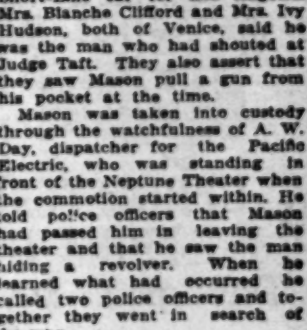 Mrs. Blanche Clifford and Mrs. Ivy
Hudson, both of Venice, said he
was the man who had shouted at
Judge Taft. They also assert that
they saw Mason pull a gun from
his pocket at the time.
Mason was taken into custody
through the watchfulness of A. W.
Day, dispatcher for the Pacific
Electric, who was standing in
front of the Neptune Theater when
the commotion started within. He
told police officers that Mason
had passed him in leaving the
theater and that he saw the man
hiding a revolver. When he
learned what had occurred he
called two police officers and to-
gether they went in search of